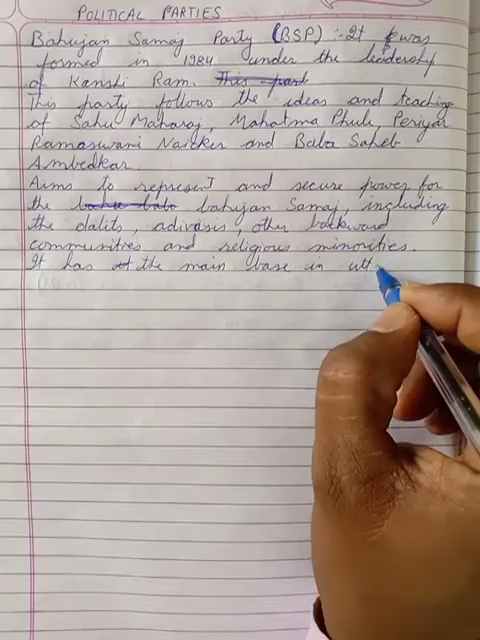 POLITICAL PARTIES
Bahujan Samaj Party (BSP) :- It was
formed in 1984 under the leadership
of Kanshi Ram. This part
This party follows the ideas and teaching
of Sahu Maharaj, Mahatma Phule Periyar
Ramaswani Naicker and Baba Saheb
Ambedkar
Aims to represent and secure power for
the bahujan Samaj, including
the dalits, adivasis, other backward
communities and religious minorities.
It has the main base in utt